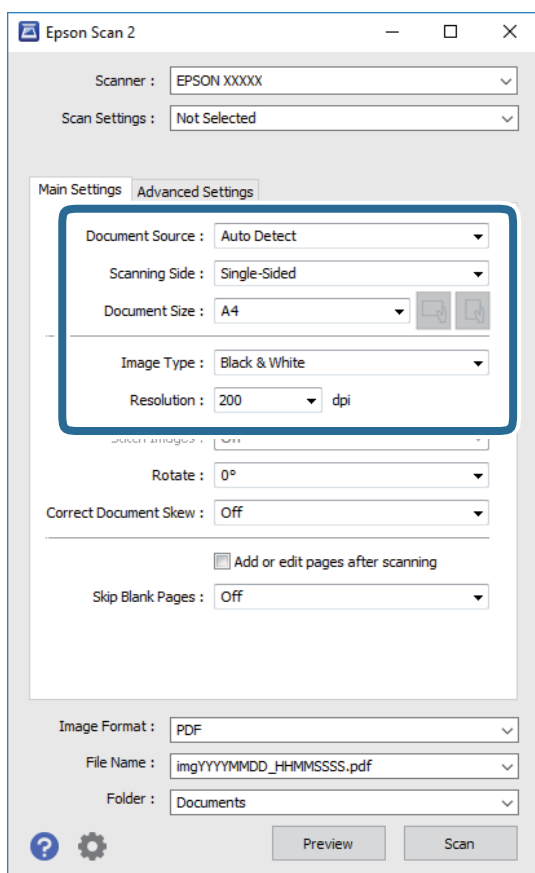 Epson Scan 2
Scanner : EPSON XXXXX
Scan Settings : Not Selected
Main Settings Advanced Settings
Document Source : Auto Detect
Scanning Side : Single-Sided
Document Size : A4
Image Type : Black & White
Resolution : 200 dpi
Rotate : 0°
Correct Document Skew : Off
Add or edit pages after scanning
Skip Blank Pages : Off
Image Format : PDF
File Name : imgYYYYMMDD_HHMMSSSS.pdf
Folder : Documents
? Preview Scan